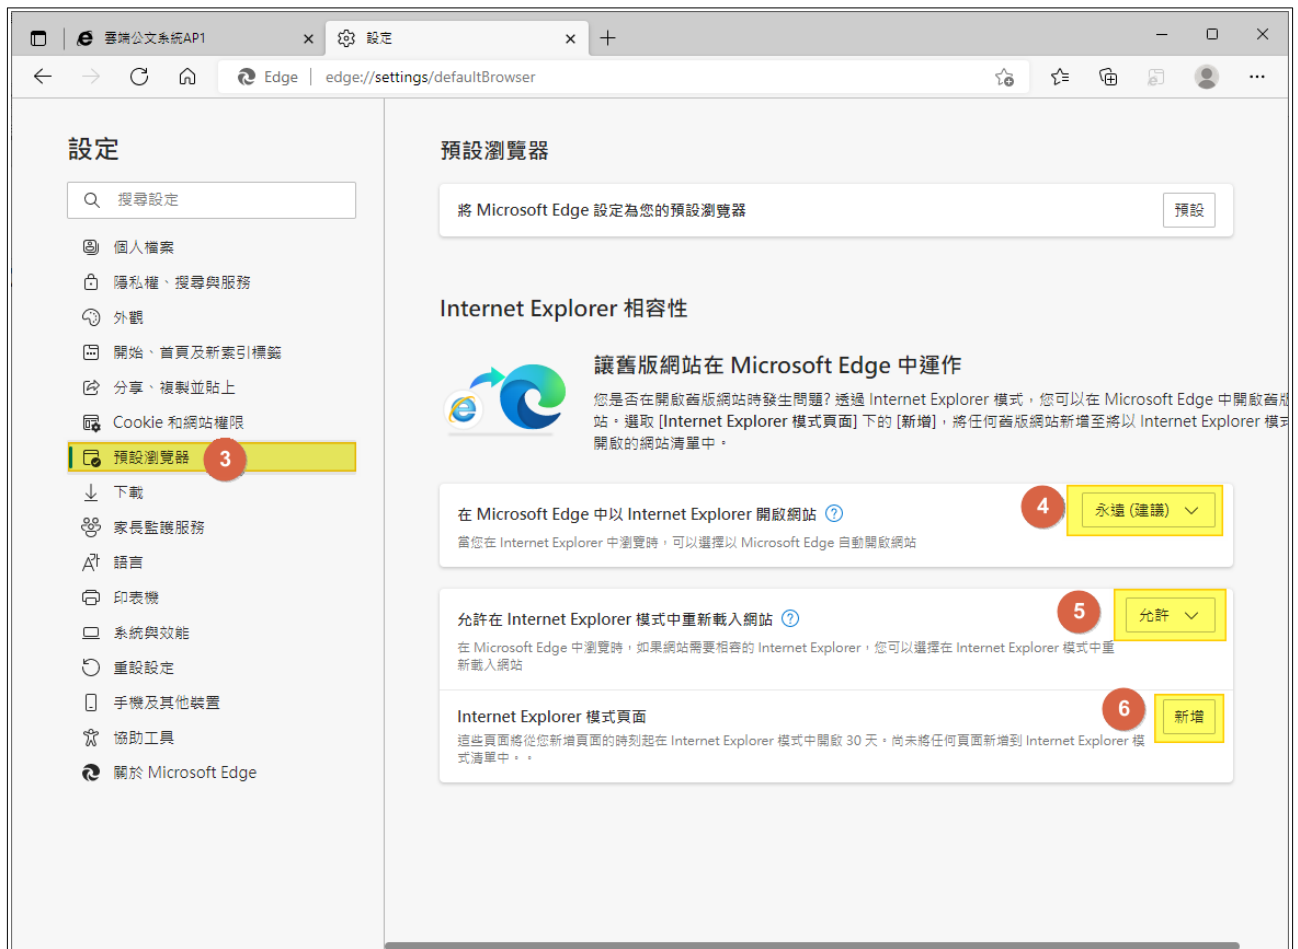 雲端公文系統AP1
設定
Edge | edge://settings/defaultBrowser
設定
搜尋設定
個人檔案
隱私權、搜尋與服務
外觀
開始、首頁及新索引標籤
分享、複製並貼上
Cookie 和網站權限
預設瀏覽器
3
下載
家長監護服務
語言
印表機
系統與效能
重設設定
手機及其他裝置
協助工具
關於 Microsoft Edge
預設瀏覽器
將 Microsoft Edge 設定為您的預設瀏覽器
預設
Internet Explorer 相容性
讓舊版網站在 Microsoft Edge 中運作
您是否在開啟舊版網站時發生問題? 透過 Internet Explorer 模式，您可以在 Microsoft Edge 中開啟舊版
站。選取 [Internet Explorer 模式頁面] 下的 [新增]，將任何舊版網站新增至將以 Internet Explorer 模式
開啟的網站清單中。
在 Microsoft Edge 中以 Internet Explorer 開啟網站
4
永遠 (建議)
當您在 Internet Explorer 中瀏覽時，可以選擇以 Microsoft Edge 自動開啟網站
允許在 Internet Explorer 模式中重新載入網站
5
允許
在 Microsoft Edge 中瀏覽時，如果網站需要相容的 Internet Explorer，您可以選擇在 Internet Explorer 模式中重
新載入網站
Internet Explorer 模式頁面
6
新增
這些頁面將從您新增頁面的時刻起在 Internet Explorer 模式中開啟 30 天。尚未將任何頁面新增到 Internet Explorer 模
式清單中。。